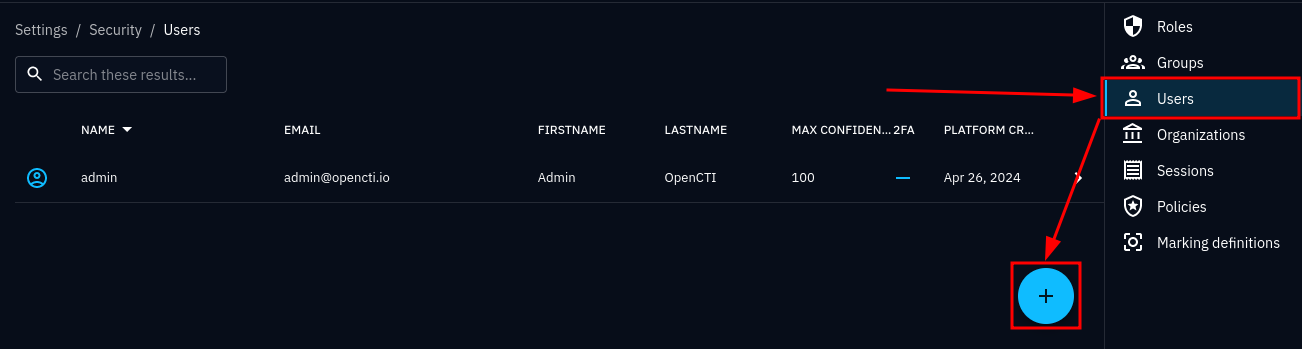 Settings / Security / Users
Search these results...
NAME EMAIL FIRSTNAME LASTNAME MAX CONFIDEN... 2FA PLATFORM CR...
admin admin@opencti.io Admin OpenCTI 100 Apr 26, 2024
Roles
Groups
Users
Organizations
Sessions
Policies
Marking definitions